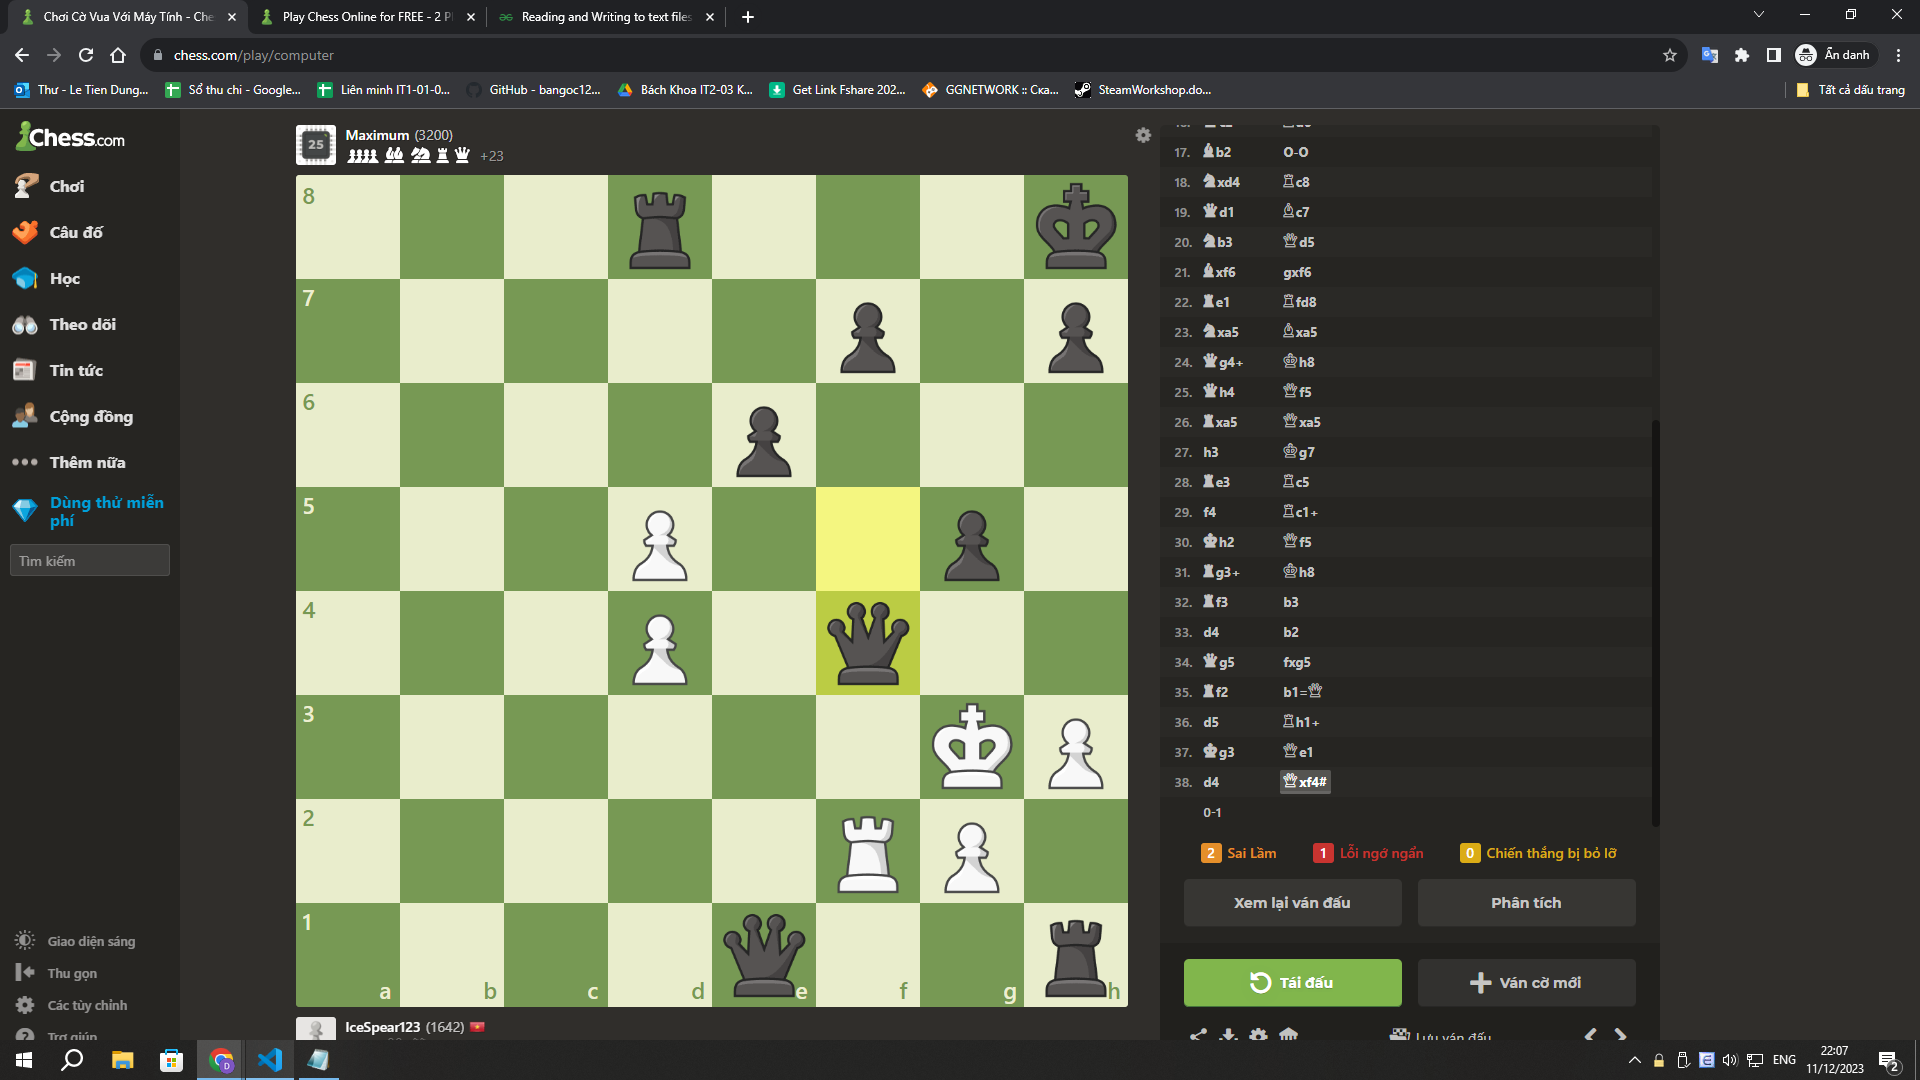 Chơi Cờ Vua Với Máy Tính - Che
Play Chess Online for FREE - 2 P
Reading and Writing to text files
chess.com/play/computer
Ẩn danh
Thư - Le Tien Dung...
Sổ thu chi - Google...
Liên minh IT1-01-0...
GitHub - bangoc12...
Bách Khoa IT2-03 K...
Get Link Fshare 202...
GGNETWORK :: Ска...
SteamWorkshop.do...
Tất cả dấu trang
Chess.com
Chơi
Câu đố
Học
Theo dõi
Tin tức
Cộng đồng
Thêm nữa
Dùng thử miễn
phí
Tìm kiếm
Giao diện sáng
Thu gọn
Các tùy chỉnh
Trợ giúp
25
Maximum (3200)
+23
8
7
6
5
4
3
2
1
a b c d e f g h
IceSpear123 (1642)
17. ♝b2 O-O
18. ♞xd4 ♖c8
19. ♛d1 ♗c7
20. ♞b3 ♕d5
21. ♝xf6 gxf6
22. ♜e1 ♖fd8
23. ♞xa5 ♗xa5
24. ♛g4+ ♔h8
25. ♛h4 ♕f5
26. ♜xa5 ♕xa5
27. h3 ♔g7
28. ♜e3 ♖c5
29. f4 ♖c1+
30. ♚h2 ♕f5
31. ♜g3+ ♔h8
32. ♜f3 b3
33. d4 b2
34. ♛g5 fxg5
35. ♜f2 b1=♕
36. d5 ♖h1+
37. ♚g3 ♕e1
38. d4 ♕xf4#
0-1
2 Sai Lầm
1 Lỗi ngớ ngẩn
0 Chiến thắng bị bỏ lỡ
Xem lại ván đấu
Phân tích
Tái đấu
Ván cờ mới
Lưu ván đấu
ENG
22:07
11/12/2023
2